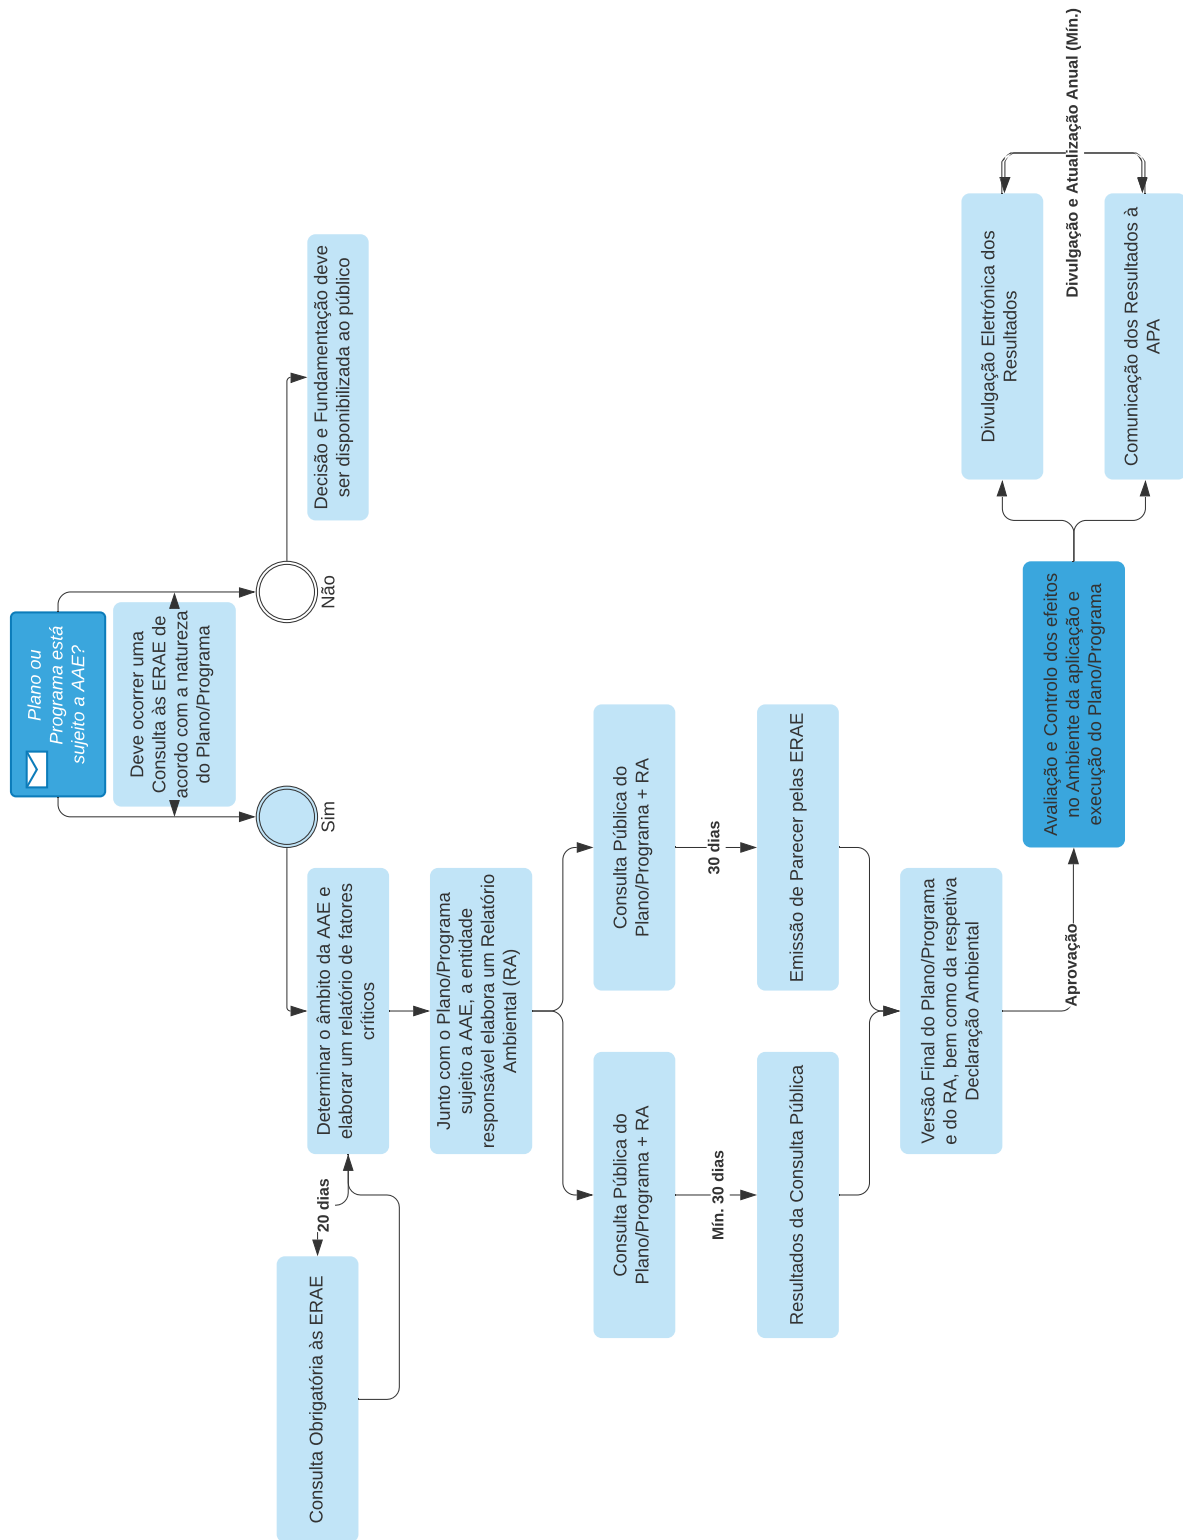 Plano ou
Programa está
sujeito a AAE?
Deve ocorrer uma
Consulta às ERAE de
acordo com a natureza
do Plano/Programa
Sim
Não
Decisão e Fundamentação deve
ser disponibilizada ao público
Determinar o âmbito da AAE e
elaborar um relatório de fatores
críticos
20 dias
Consulta Obrigatória às ERAE
Junto com o Plano/Programa
sujeito a AAE, a entidade
responsável elabora um Relatório
Ambiental (RA)
Consulta Pública do
Plano/Programa + RA
Mín. 30 dias
Resultados da Consulta Pública
Consulta Pública do
Plano/Programa + RA
30 dias
Emissão de Parecer pelas ERAE
Versão Final do Plano/Programa
e do RA, bem como da respetiva
Declaração Ambiental
Aprovação
Avaliação e Controlo dos efeitos
no Ambiente da aplicação e
execução do Plano/Programa
Divulgação Eletrónica dos
Resultados
Comunicação dos Resultados à
APA
Divulgação e Atualização Anual (Mín.)